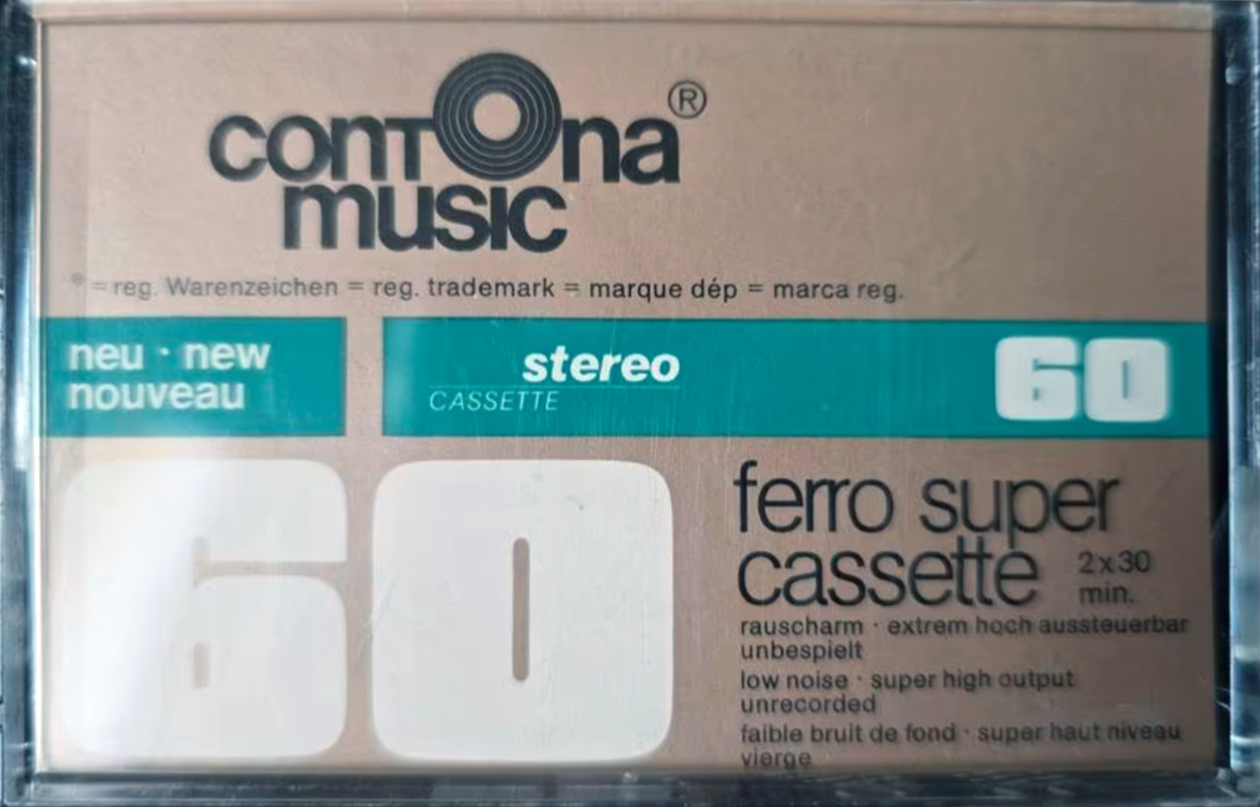 conTOna®
music
® = reg. Warenzeichen = reg. trademark = marque dép = marca reg.
neu · new
nouveau
stereo
CASSETTE
60
60
ferro super
cassette 2x30
min.
rauscharm · extrem hoch aussteuerbar
unbespielt
low noise · super high output
unrecorded
faible bruit de fond · super haut niveau
vierge